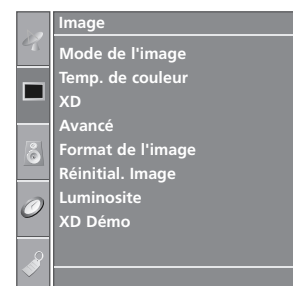 Image
Mode de l'image
Temp. de couleur
XD
Avancé
Format de l'image
Réinitial. Image
Luminosite
XD Démo